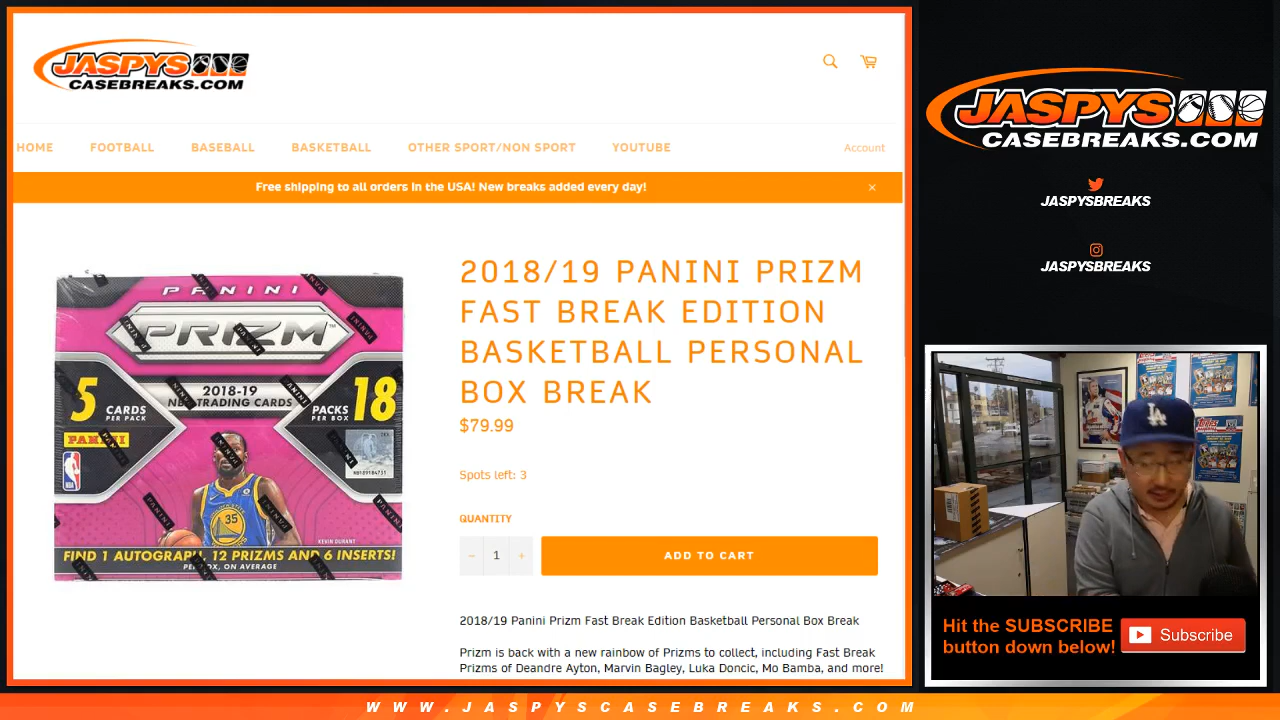 JASPYS
CASEBREAKS.COM
HOME
FOOTBALL
BASEBALL
BASKETBALL
OTHER SPORT/NON SPORT
YOUTUBE
Account
Free shipping to all orders in the USA! New breaks added every day!
×
PANINI
PRIZM
2018-19
NBA TRADING CARDS
5 CARDS
PER PACK
PACKS 18
PER BOX
PANINI
NBA
35
KEVIN DURANT
FIND 1 AUTOGRAPH, 12 PRIZMS AND 6 INSERTS!
PER BOX, ON AVERAGE
2018/19 PANINI PRIZM
FAST BREAK EDITION
BASKETBALL PERSONAL
BOX BREAK
$79.99
Spots left: 3
QUANTITY
− 1 +
ADD TO CART
2018/19 Panini Prizm Fast Break Edition Basketball Personal Box Break
Prizm is back with a new rainbow of Prizms to collect, including Fast Break
Prizms of Deandre Ayton, Marvin Bagley, Luka Doncic, Mo Bamba, and more!
JASPYS
CASEBREAKS.COM
JASPYSBREAKS
JASPYSBREAKS
LA
Hit the SUBSCRIBE
button down below!
Subscribe
WWW.JASPYSCASEBREAKS.COM